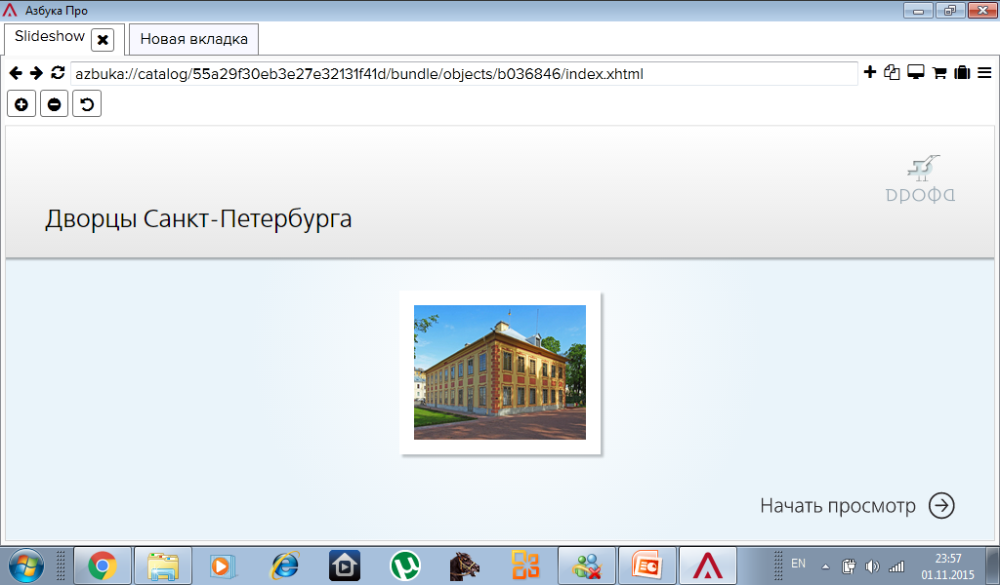 Азбука Про
Slideshow
Новая вкладка
azbuka://catalog/55a29f30eb3e27e32131f41d/bundle/objects/b036846/index.xhtml
дрофа
Дворцы Санкт-Петербурга
Начать просмотр
EN
23:57
01.11.2015